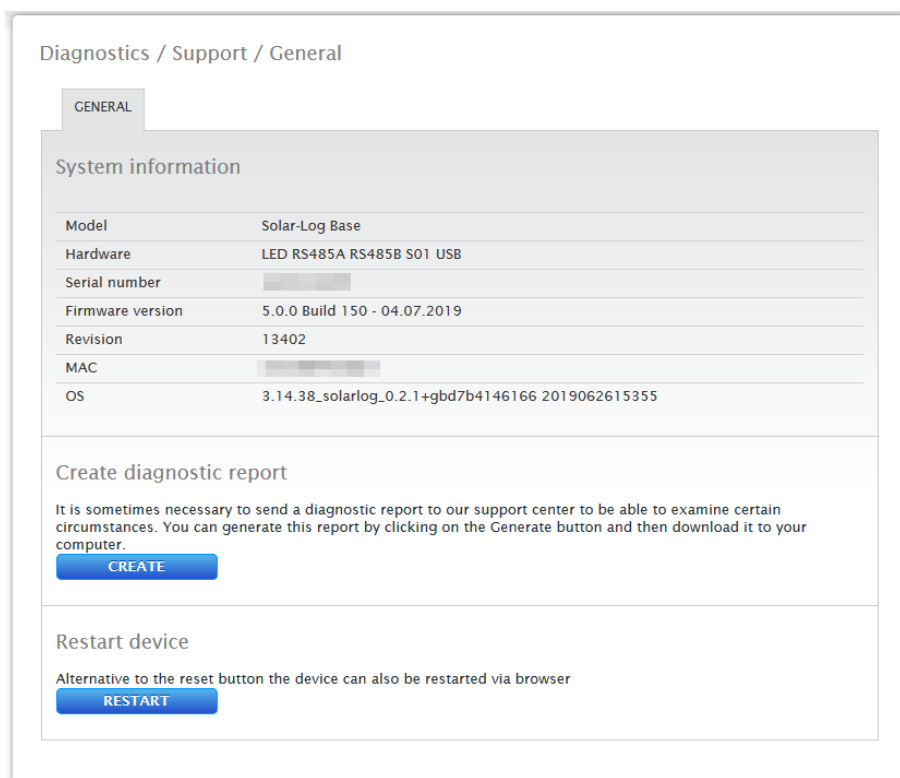 Diagnostics / Support / General
GENERAL
System information
Model Solar-Log Base
Hardware LED RS485A RS485B S01 USB
Serial number
Firmware version 5.0.0 Build 150 - 04.07.2019
Revision 13402
MAC
OS 3.14.38_solarlog_0.2.1+gbd7b4146166 2019062615355
Create diagnostic report
It is sometimes necessary to send a diagnostic report to our support center to be able to examine certain
circumstances. You can generate this report by clicking on the Generate button and then download it to your
computer.
CREATE
Restart device
Alternative to the reset button the device can also be restarted via browser
RESTART